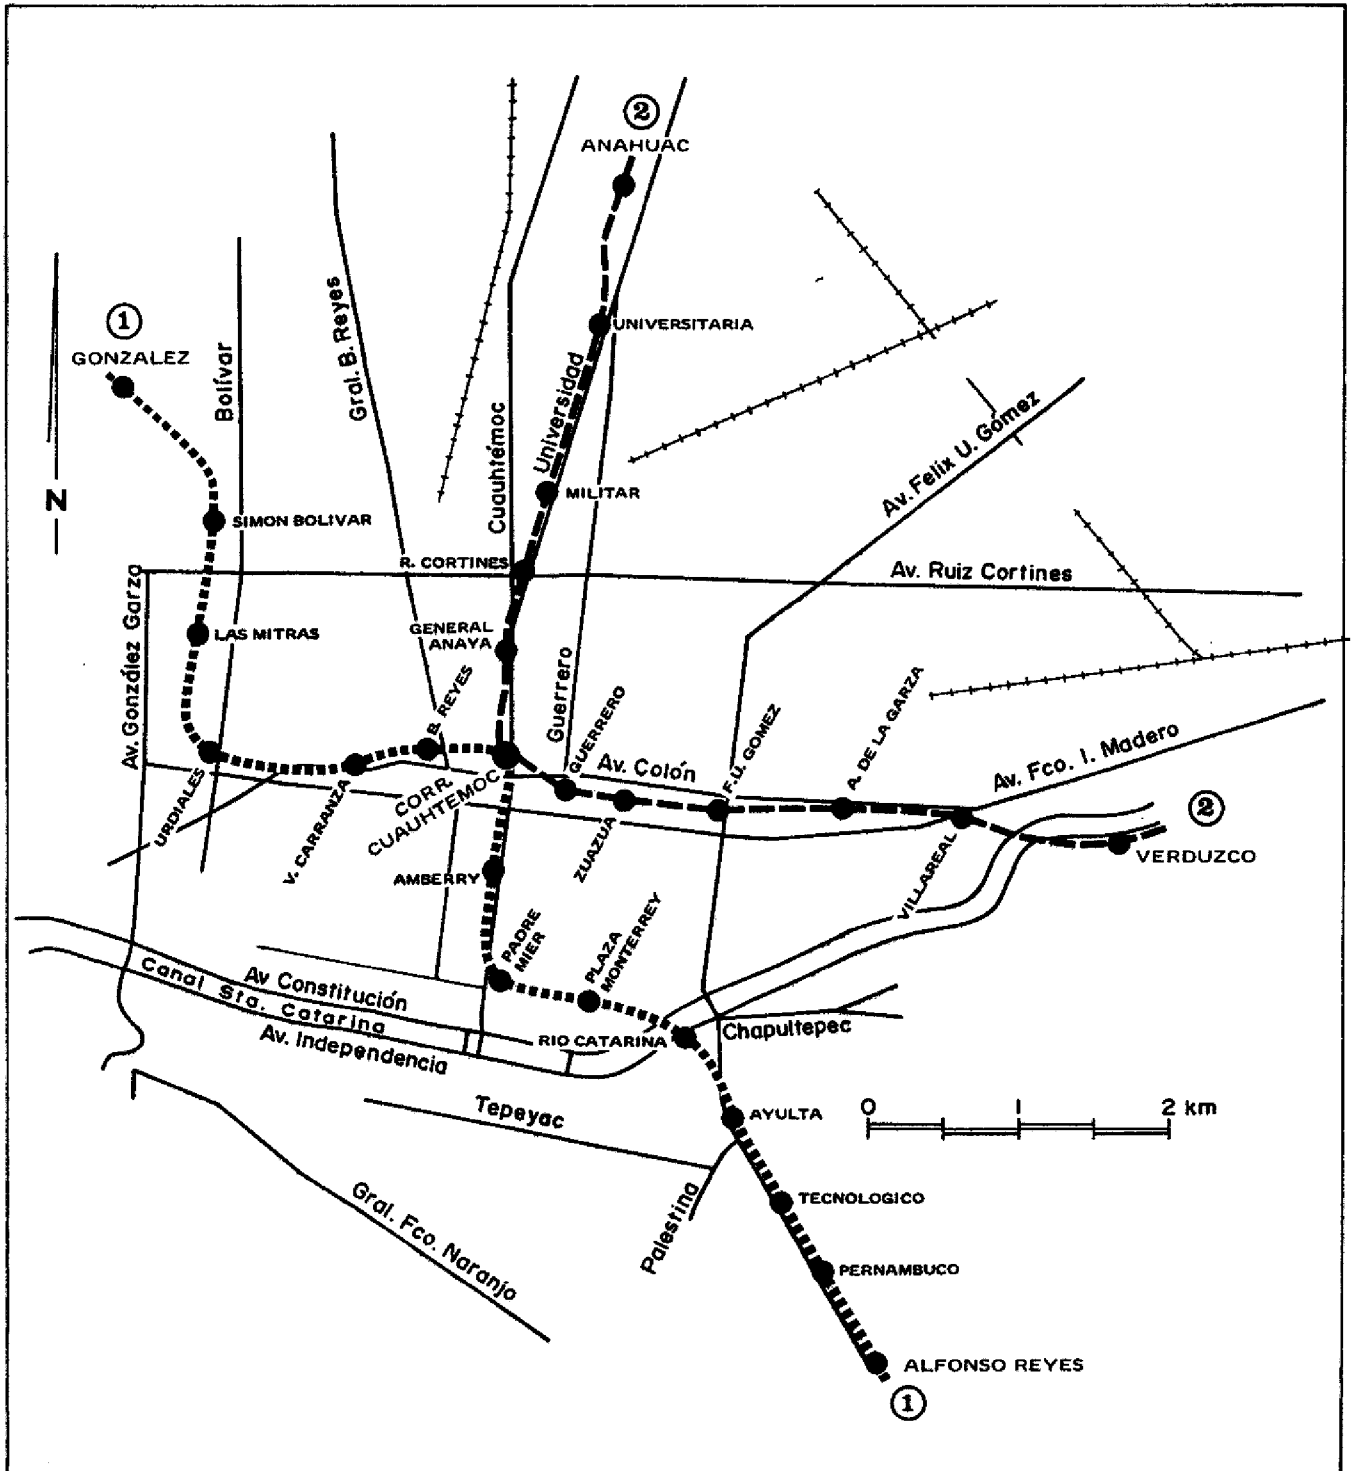 2
ANAHUAC
Gral. B. Reyes
1
UNIVERSITARIA
GONZALEZ
Bolívar
Universidad
Cuauhtémoc
Av. Felix U. Gómez
N
MILITAR
SIMON BOLIVAR
R. CORTINES
Av. Ruiz Cortines
Av. González Garza
LAS MITRAS
GENERAL
ANAYA
Guerrero
B. REYES
GUERRERO
F.U. GOMEZ
A. DE LA GARZA
Av. Colón
Av. Fco. I. Madero
URDIALES
V. CARRANZA
CORR.
CUAUHTEMOC
ZUAZUA
2
VERDUZCO
VILLAREAL
AMBERRY
PADRE
MIER
PLAZA
MONTERREY
Av Constitución
Canal Sta. Catarina
Av. Independencia
RIO CATARINA
Chapultepec
Tepeyac
AYULTA
0 1 2 km
Palestina
TECNOLOGICO
Gral. Fco. Naranjo
PERNAMBUCO
ALFONSO REYES
1